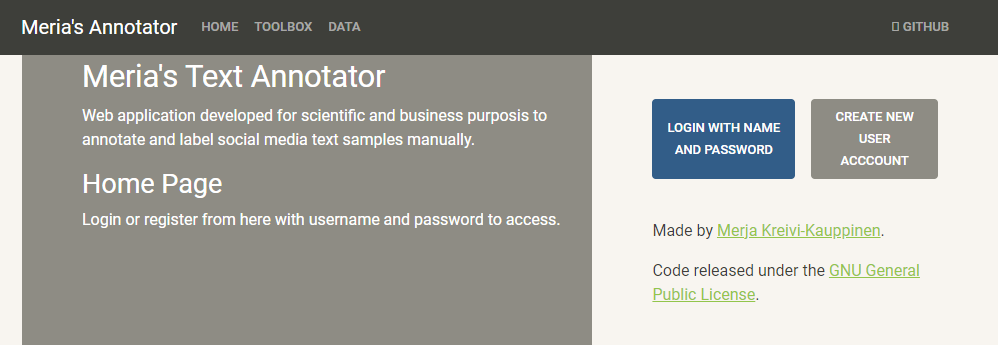 Meria's Annotator HOME TOOLBOX DATA GITHUB
Meria's Text Annotator
Web application developed for scientific and business purposis to
annotate and label social media text samples manually.
Home Page
Login or register from here with username and password to access.
LOGIN WITH NAME
AND PASSWORD
CREATE NEW
USER
ACCCOUNT
Made by Merja Kreivi-Kauppinen.
Code released under the GNU General
Public License.